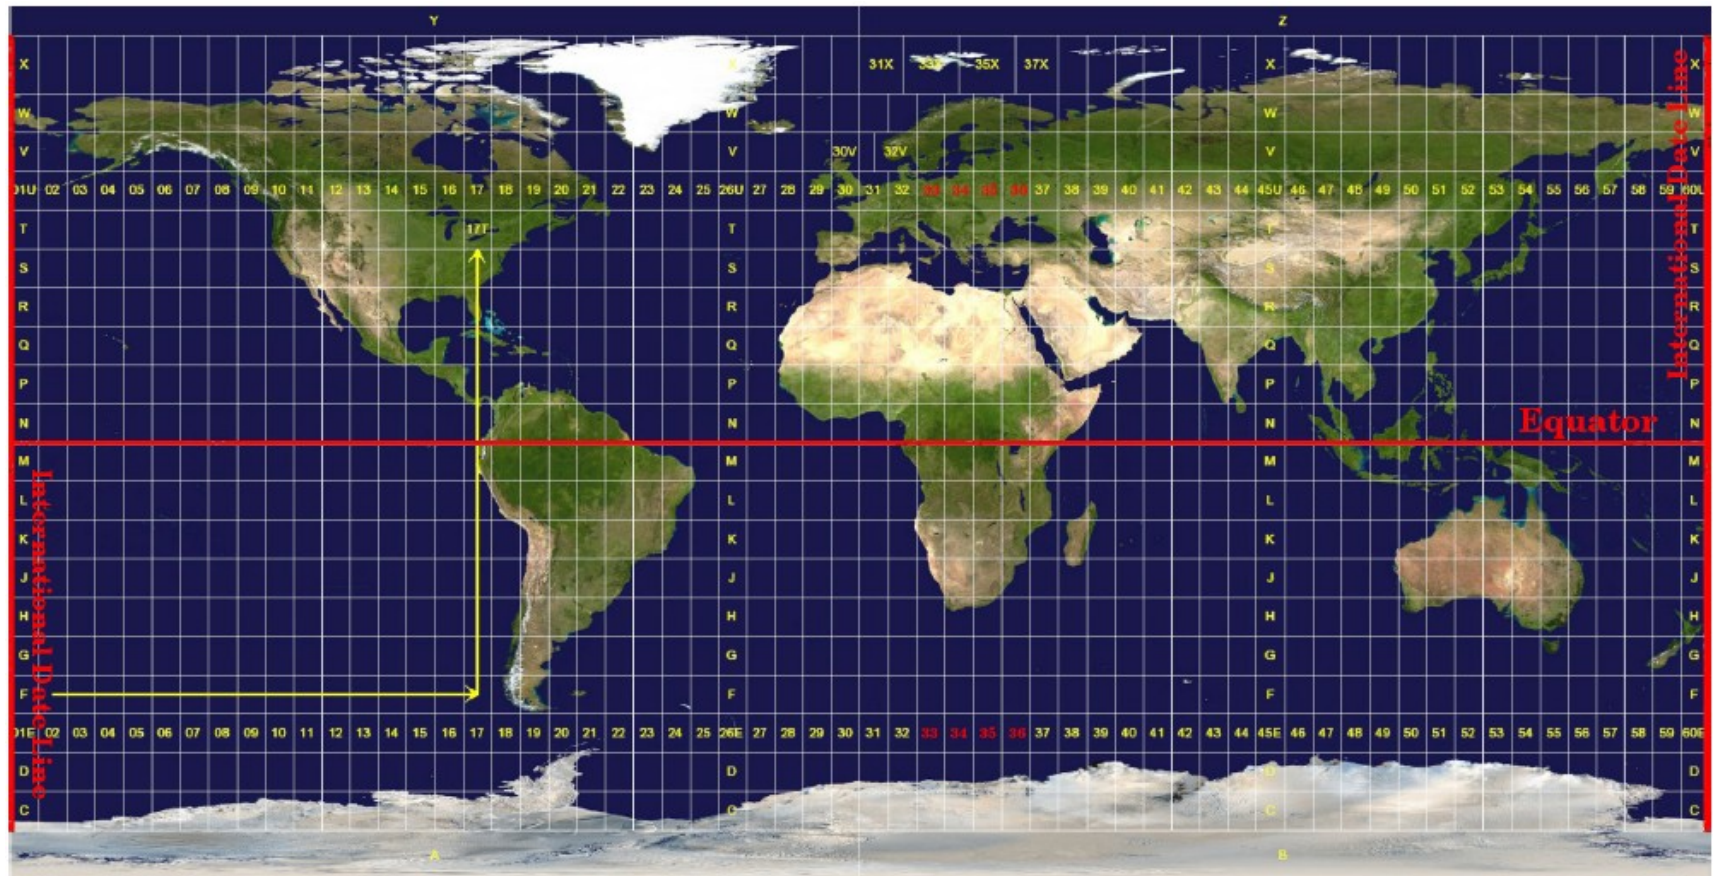 Y Z
X X 31X 33X 35X 37X X X
W W W W
V V 30V 32V V V
01U 02 03 04 05 06 07 08 09 10 11 12 13 14 15 16 17 18 19 20 21 22 23 24 25 26U 27 28 29 30 31 32 33 34 35 36 37 38 39 40 41 42 43 44 45U 46 47 48 49 50 51 52 53 54 55 56 57 58 59 60U
T 17T T T T
S S S S
R R R R
Q Q Q Q
P P P P
N N N N
International Date Line
Equator
M M M M
L L L L
K K K K
J J J J
H H H H
G G G G
F F F F
01E 02 03 04 05 06 07 08 09 10 11 12 13 14 15 16 17 18 19 20 21 22 23 24 25 26E 27 28 29 30 31 32 33 34 35 36 37 38 39 40 41 42 43 44 45E 46 47 48 49 50 51 52 53 54 55 56 57 58 59 60E
D D D D
C C C C
International Date Line
A B